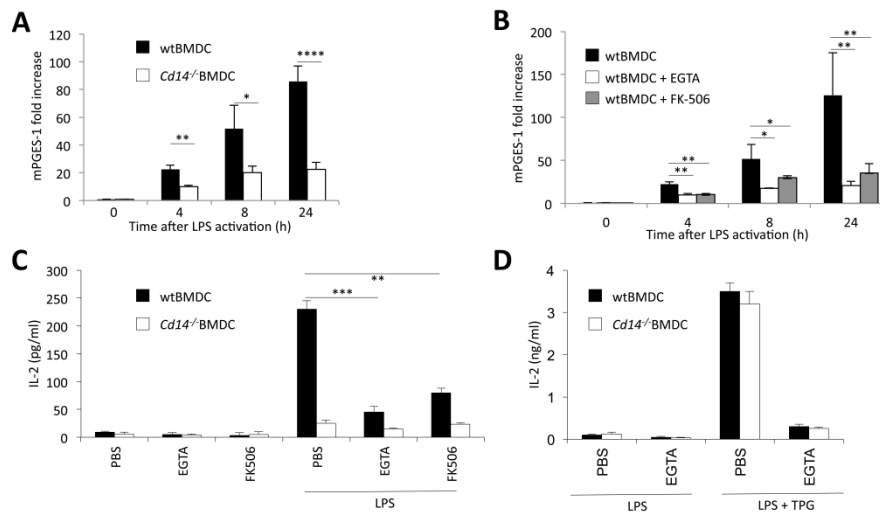 A
wtBMDC
Cd14-/-BMDC
mPGES-1 fold increase
120
100
80
60
40
20
0
**
*
****
0 4 8 24
Time after LPS activation (h)
B
wtBMDC
wtBMDC + EGTA
wtBMDC + FK-506
mPGES-1 fold increase
200
150
100
50
0
**
**
*
*
**
**
0 4 8 24
Time after LPS activation (h)
C
wtBMDC
Cd14-/-BMDC
IL-2 (pg/ml)
300
250
200
150
100
50
0
**
***
PBS EGTA FK506 PBS EGTA FK506
LPS
D
wtBMDC
Cd14-/-BMDC
IL-2 (ng/ml)
4
3
2
1
0
PBS EGTA PBS EGTA
LPS LPS + TPG